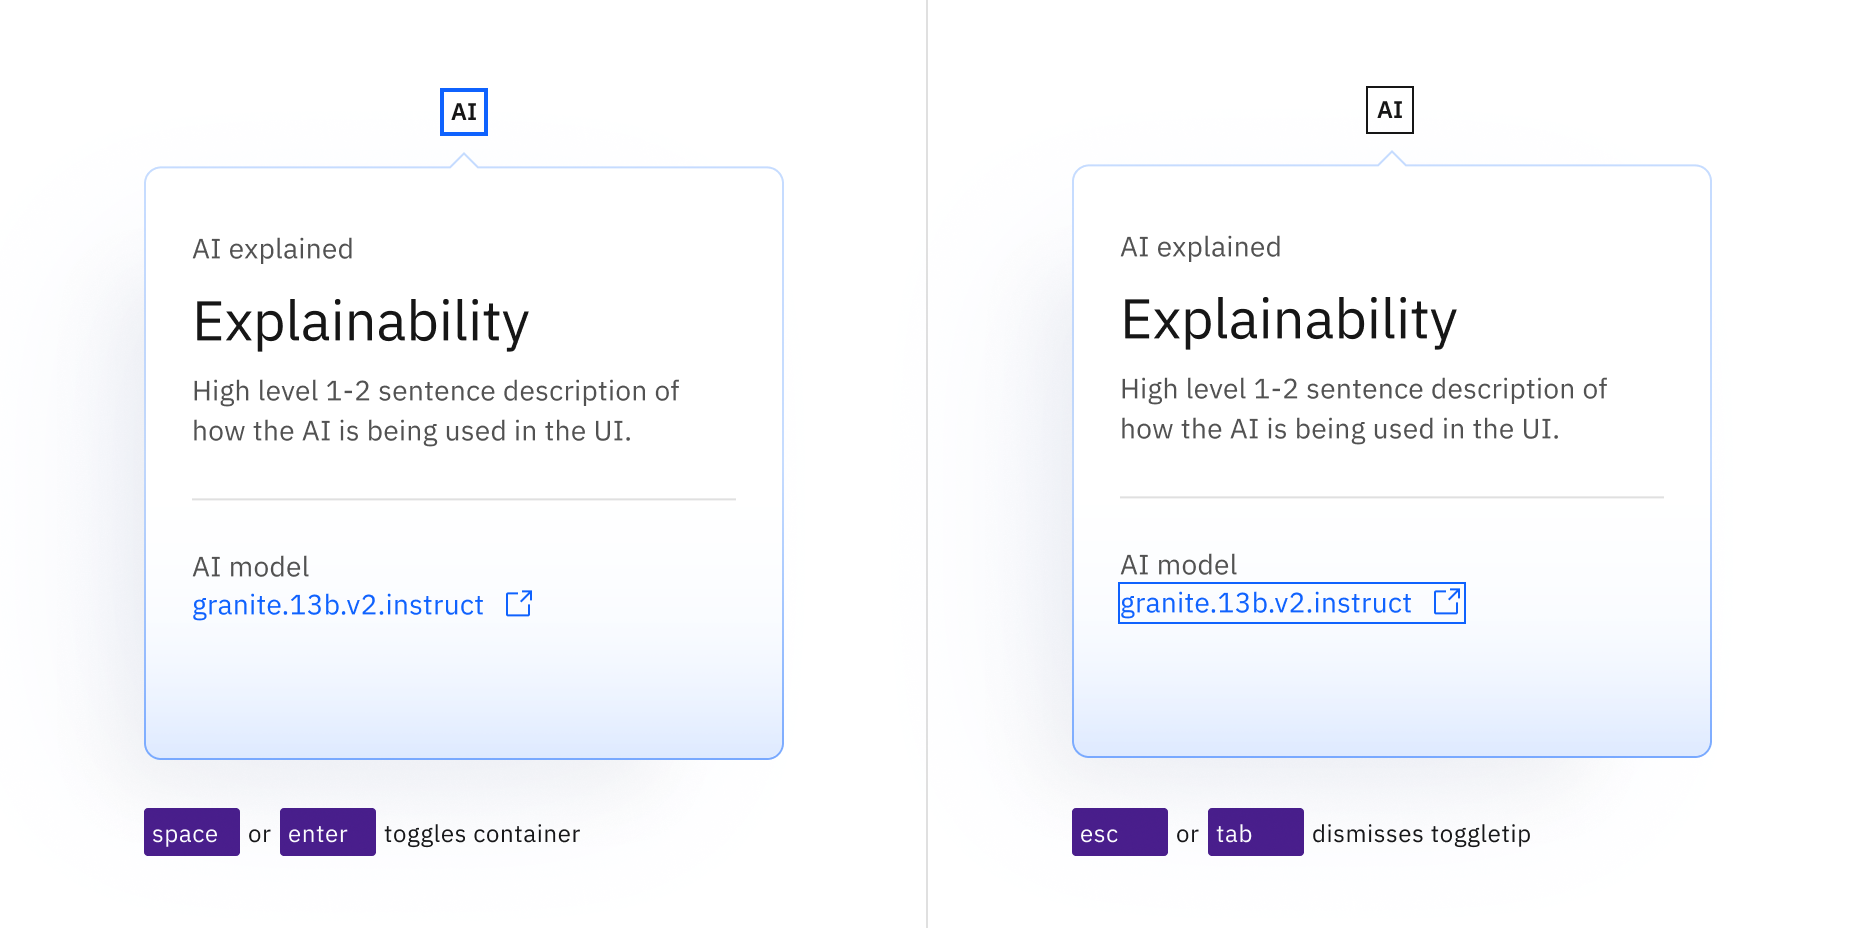 AI
AI explained
Explainability
High level 1-2 sentence description of
how the AI is being used in the UI.
AI model
granite.13b.v2.instruct
space or enter toggles container
AI
AI explained
Explainability
High level 1-2 sentence description of
how the AI is being used in the UI.
AI model
granite.13b.v2.instruct
esc or tab dismisses toggletip